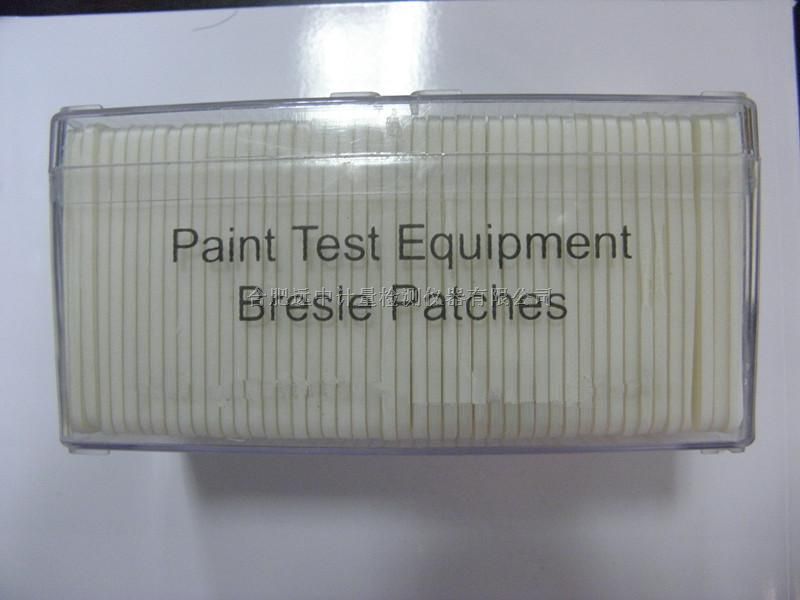 Paint Test Equipment
合肥远中计量检测仪器有限公司
Bresle Patches